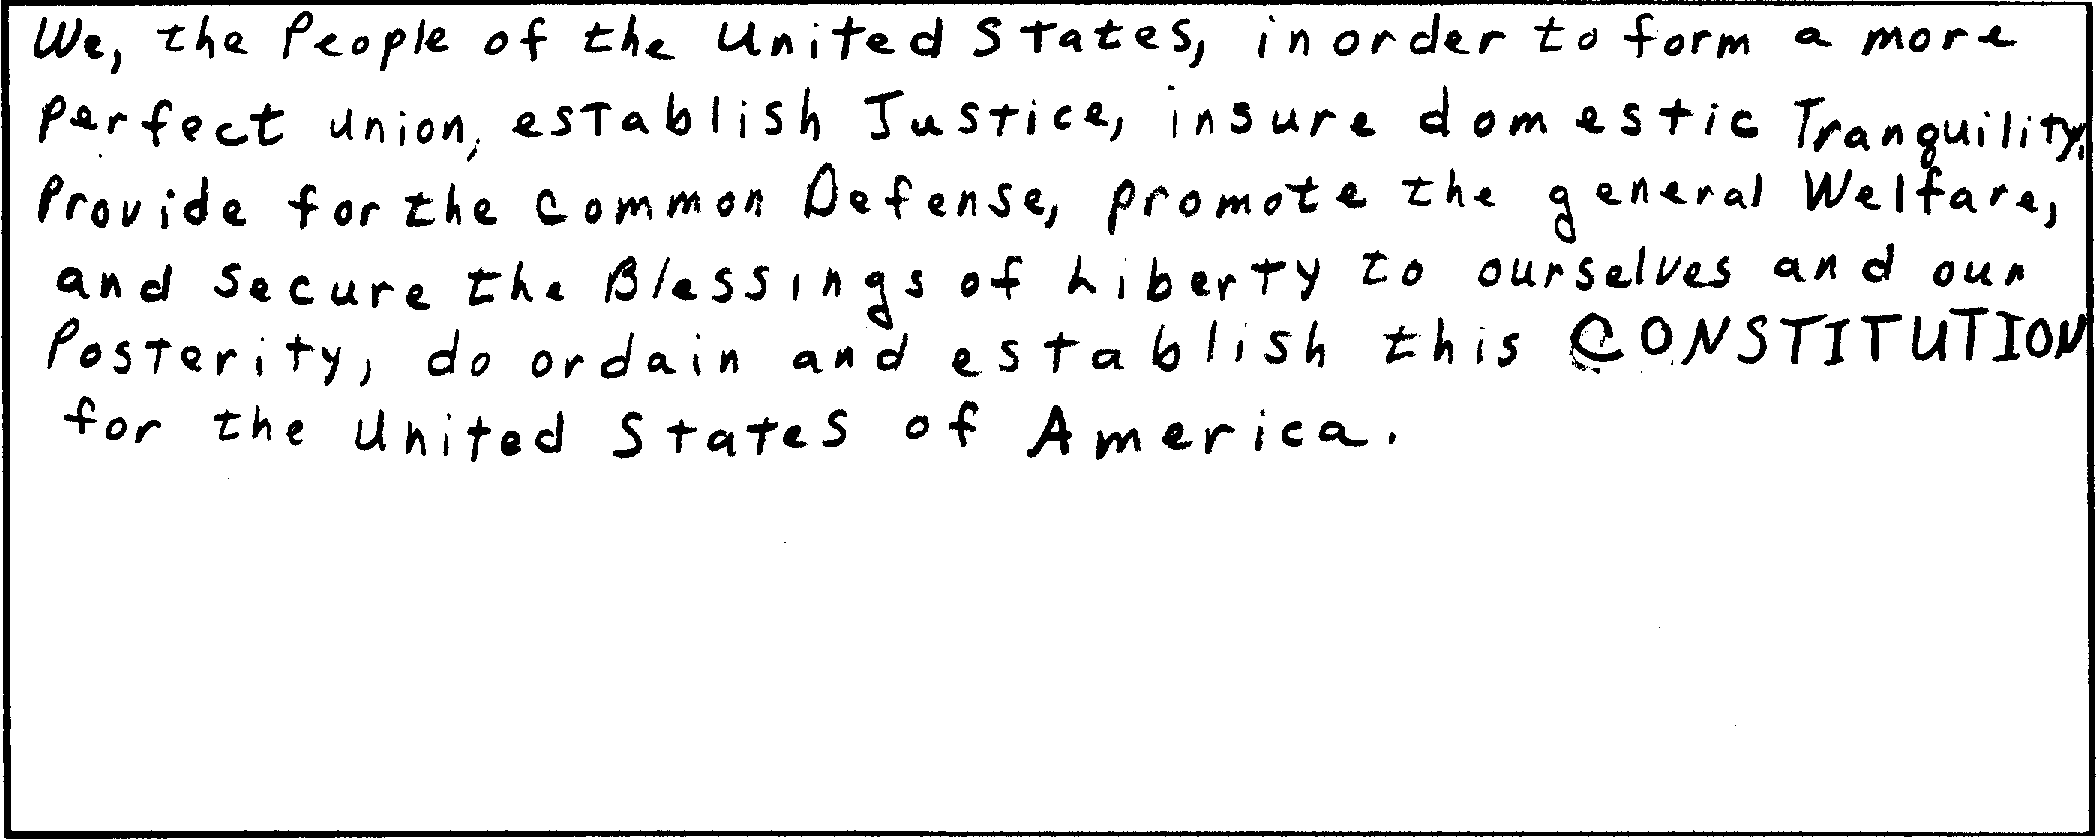 We, the People of the United States, inorder to form a more
Perfect union, establish Justice, insure domestic Tranquility,
Provide for the common Defense, promote the general Welfare,
and secure the Blessings of Liberty to ourselves and our
Posterity, do ordain and establish this CONSTITUTION
for the United States of America.